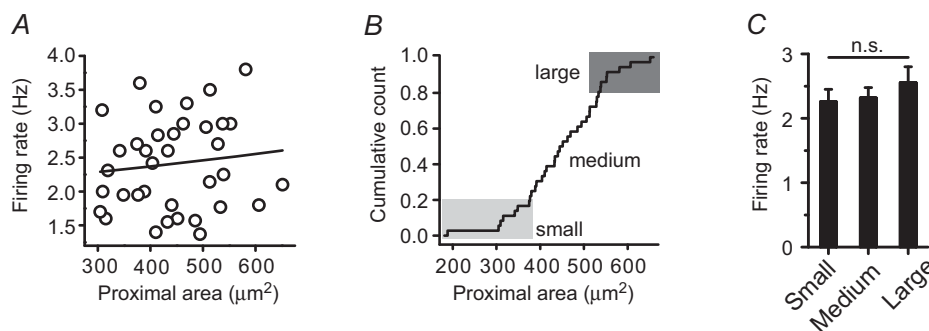 A
Firing rate (Hz)
4.0
3.5
3.0
2.5
2.0
1.5
300 400 500 600
Proximal area (μm²)
B
Cumulative count
1.0
0.8
0.6
0.4
0.2
0.0
large
medium
small
200 300 400 500 600
Proximal area (μm²)
C
Firing rate (Hz)
3
2
1
0
n.s.
Small
Medium
Large